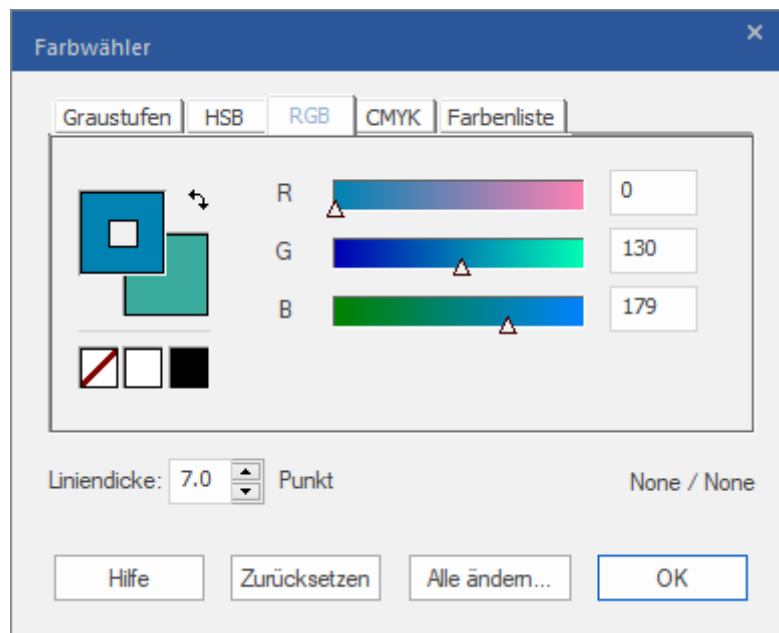 Farbwähler
Graustufen HSB RGB CMYK Farbenliste
R 0
G 130
B 179
Liniendicke: 7.0 Punkt None / None
Hilfe Zurücksetzen Alle ändern... OK